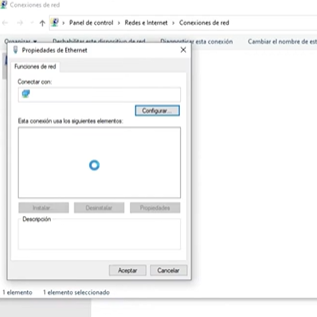 Conexiones de red
Panel de control > Redes e Internet > Conexiones de red
Organizar Deshabilitar este dispositivo de red Diagnosticar esta conexión Cambiar el nombre de est
Propiedades de Ethernet
Funciones de red
Conectar con:
Configurar...
Esta conexión usa los siguientes elementos:
Instalar... Desinstalar Propiedades
Descripción
Aceptar Cancelar
1 elemento 1 elemento seleccionado